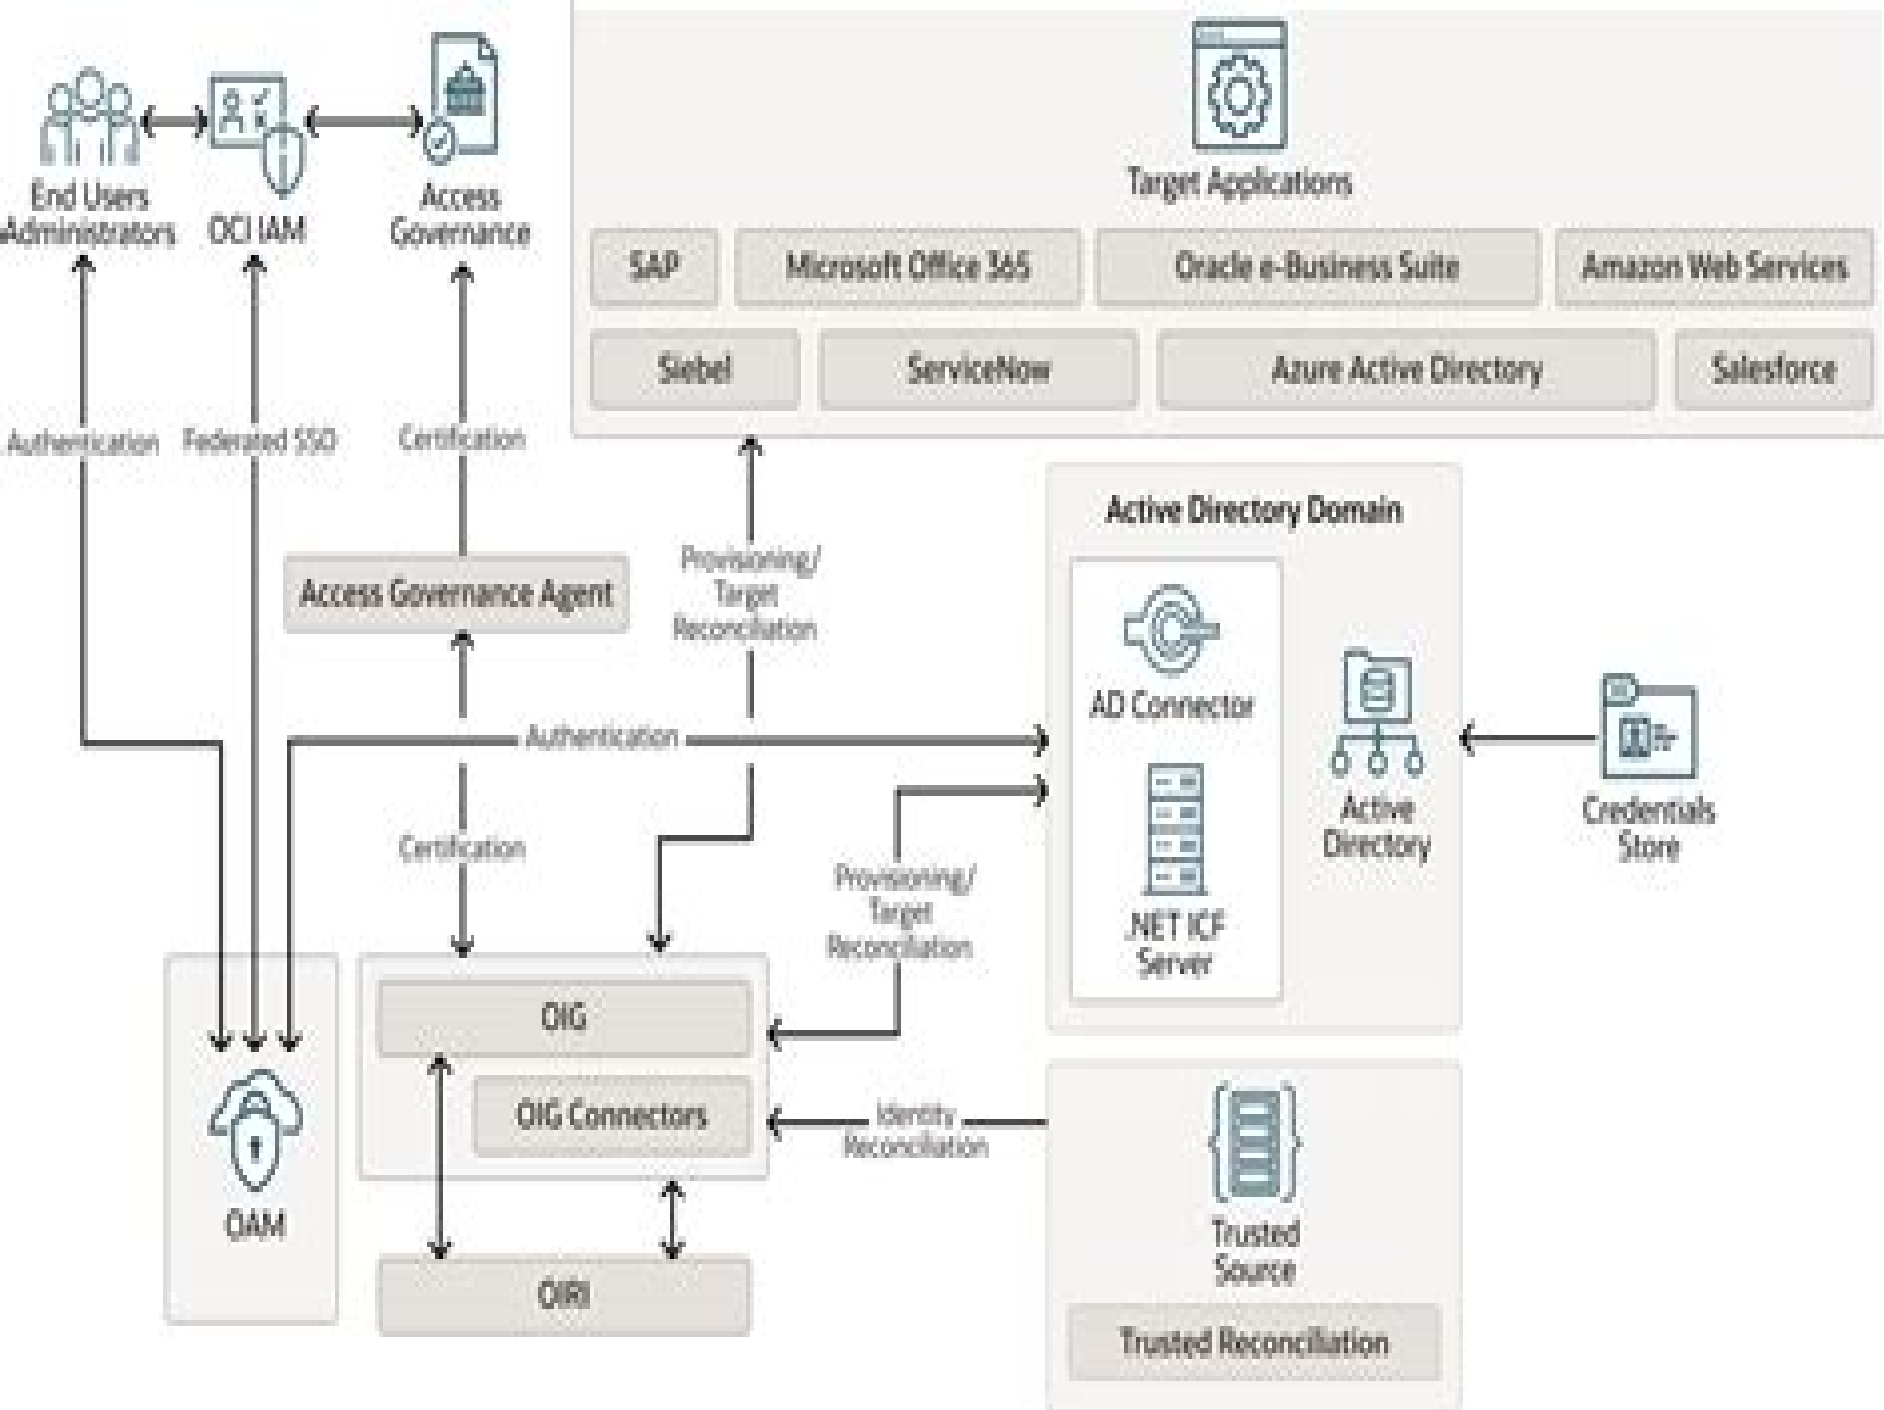 End Users
Administrators
OCI IAM
Access
Governance
Target Applications
SAP
Microsoft Office 365
Oracle e-Business Suite
Amazon Web Services
Siebel
ServiceNow
Azure Active Directory
Salesforce
Authentication
Federated SSO
Certification
Active Directory Domain
Provisioning/
Target
Reconciliation
Access Governance Agent
AD Connector
Authentication
Active
Directory
Credentials
Store
Certification
Provisioning/
Target
Reconciliation
.NET ICF
Server
OIG
OIG Connectors
Identity
Reconciliation
OAM
Trusted
Source
OIRI
Trusted Reconciliation